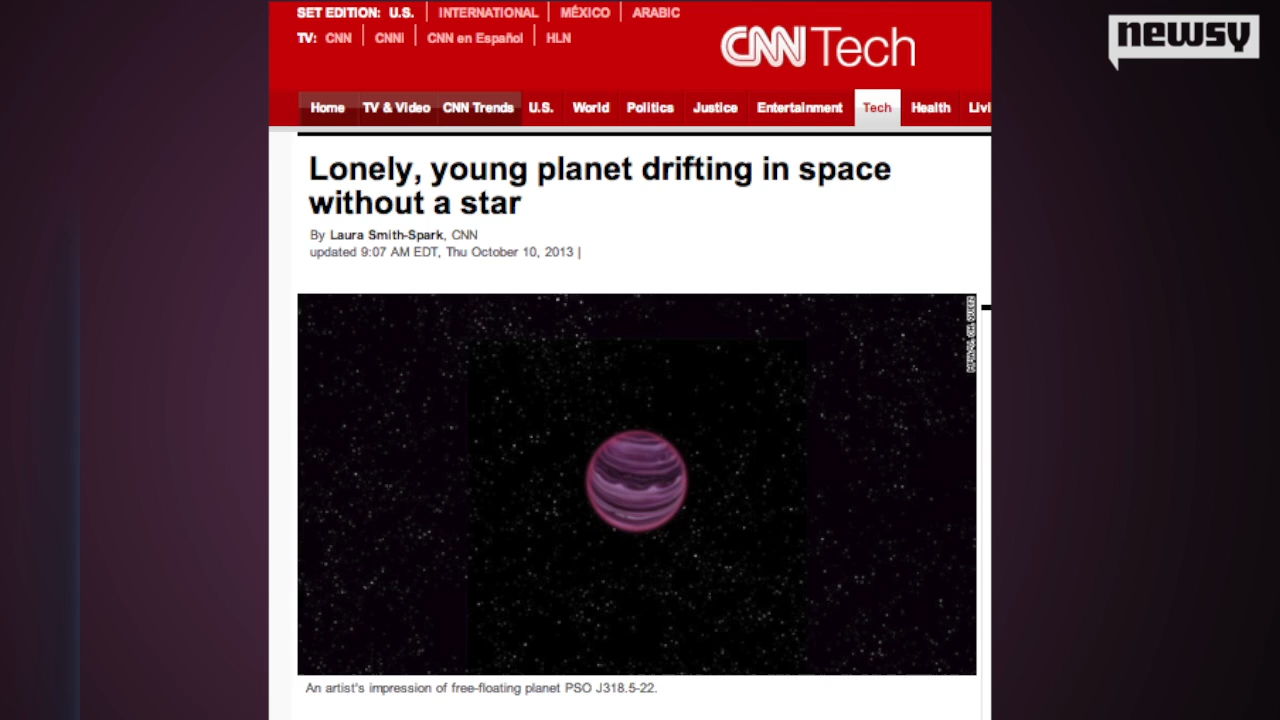 SET EDITION: U.S. INTERNATIONAL MÉXICO ARABIC
TV: CNN CNNi CNN en Español HLN
CNN Tech
newsy
Home TV & Video CNN Trends U.S. World Politics Justice Entertainment Tech Health Livi
Lonely, young planet drifting in space
without a star
By Laura Smith-Spark, CNN
updated 9:07 AM EDT, Thu October 10, 2013 |
An artist's impression of free-floating planet PSO J318.5-22.